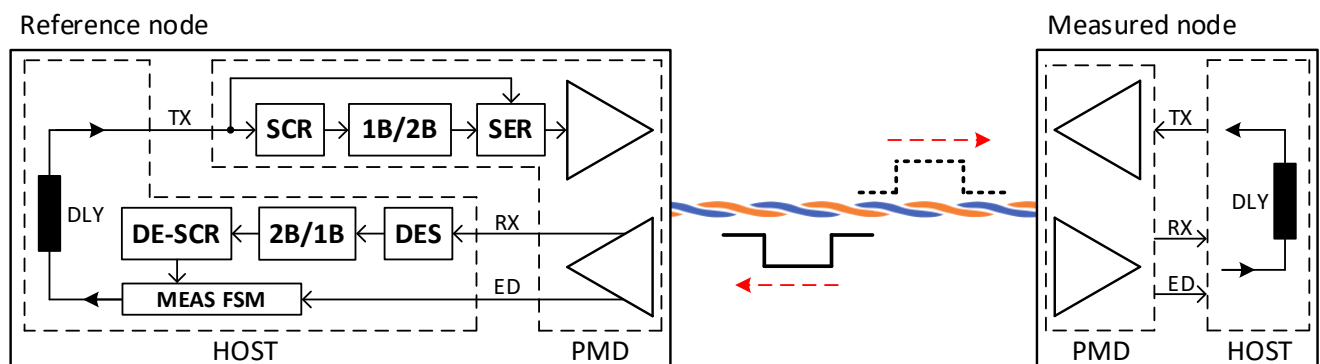 Reference node
Measured node
TX
SCR
1B/2B
SER
TX
DLY
DLY
DE-SCR
2B/1B
DES
RX
RX
MEAS FSM
ED
ED
HOST
PMD
PMD
HOST